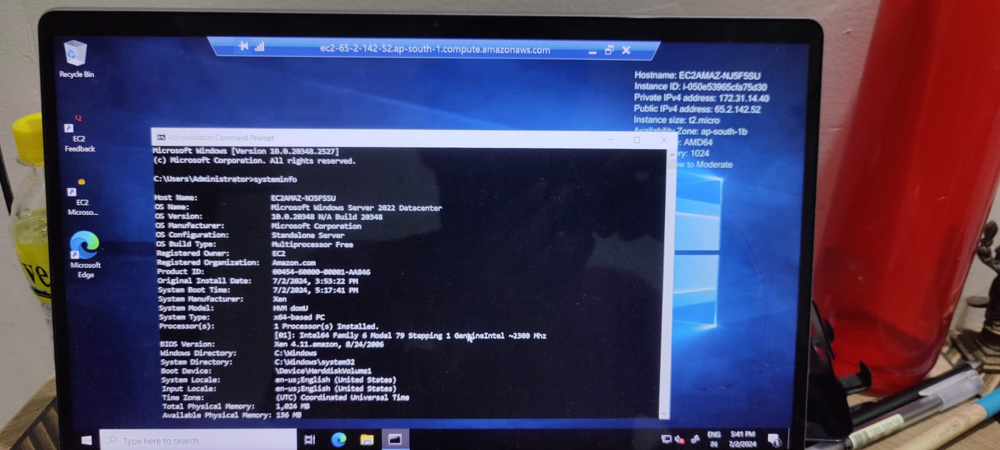 ec2-65-2-142-52.ap-south-1.compute.amazonaws.com
Recycle Bin
EC2
Feedback
EC2
Microso...
Microsoft
Edge
Hostname: EC2AMAZ-NJ5F5SU
Instance ID: i-050e53965cfa75d30
Private IPv4 address: 172.31.14.40
Public IPv4 address: 65.2.142.52
Instance size: t2.micro
Availability Zone: ap-south-1b
: AMD64
ry: 1024
w to Moderate
Administrator: Command Prompt
Microsoft Windows [Version 10.0.20348.2527]
(c) Microsoft Corporation. All rights reserved.
C:\Users\Administrator>systeminfo
Host Name: EC2AMAZ-NJ5F5SU
OS Name: Microsoft Windows Server 2022 Datacenter
OS Version: 10.0.20348 N/A Build 20348
OS Manufacturer: Microsoft Corporation
OS Configuration: Standalone Server
OS Build Type: Multiprocessor Free
Registered Owner: EC2
Registered Organization: Amazon.com
Product ID: 00454-60000-00001-AA846
Original Install Date: 7/2/2024, 3:53:22 PM
System Boot Time: 7/2/2024, 5:17:41 PM
System Manufacturer: Xen
System Model: HVM domU
System Type: x64-based PC
Processor(s): 1 Processor(s) Installed.
[01]: Intel64 Family 6 Model 79 Stepping 1 GenuineIntel ~2300 Mhz
BIOS Version: Xen 4.11.amazon, 8/24/2006
Windows Directory: C:\Windows
System Directory: C:\Windows\system32
Boot Device: \Device\HarddiskVolume1
System Locale: en-us;English (United States)
Input Locale: en-us;English (United States)
Time Zone: (UTC) Coordinated Universal Time
Total Physical Memory: 1,024 MB
Available Physical Memory: 136 MB
Type here to search
ENG
IN
5:41 PM
7/2/2024
1
ve